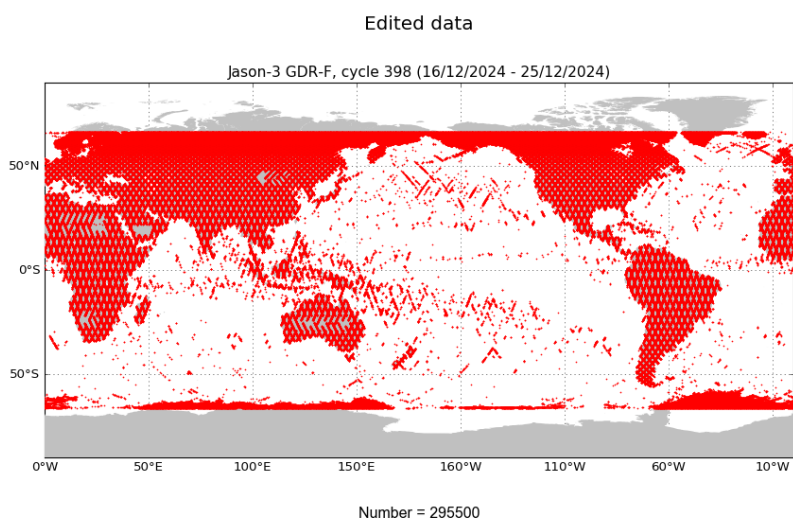 Edited data
Jason-3 GDR-F, cycle 398 (16/12/2024 - 25/12/2024)
50°N
0°S
50°S
0°W 50°E 100°E 150°E 160°W 110°W 60°W 10°W
Number = 295500